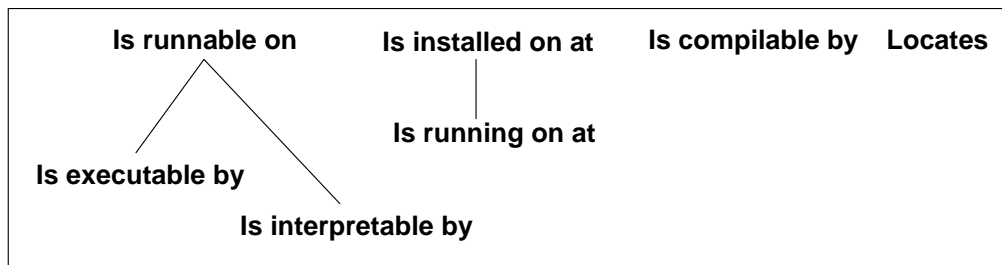 Is runnable on Is installed on at Is compilable by Locates
Is running on at
Is executable by
Is interpretable by